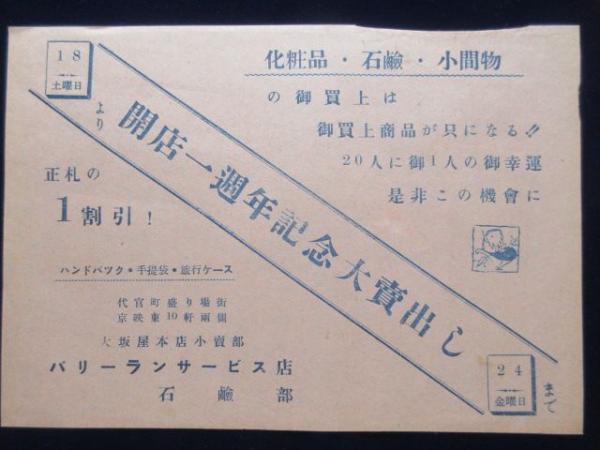 18
土曜日
より
開店一週年記念大賣出し
24
金曜日
まで
化粧品・石鹼・小間物
の御買上は
御買上商品が只になる!!
20人に御1人の御幸運
是非この機會に
正札の
1割引!
ハンドバック・手提袋・旅行ケース
代官町盛り場街
京映東10軒両側
大坂屋本店小賣部
バリーランサービス店
石鹼部